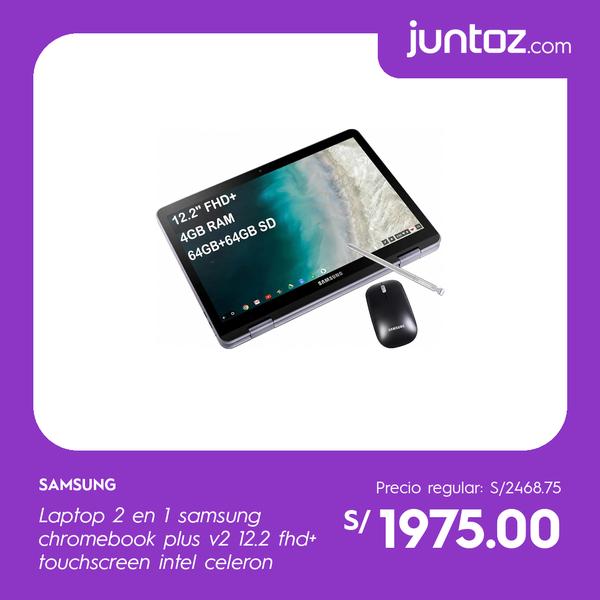 juntoz.com
12.2" FHD+
4GB RAM
64GB+64GB SD
SAMSUNG
SAMSUNG
SAMSUNG
Precio regular: S/2468.75
Laptop 2 en 1 samsung
chromebook plus v2 12.2 fhd+
touchscreen intel celeron
S/ 1975.00